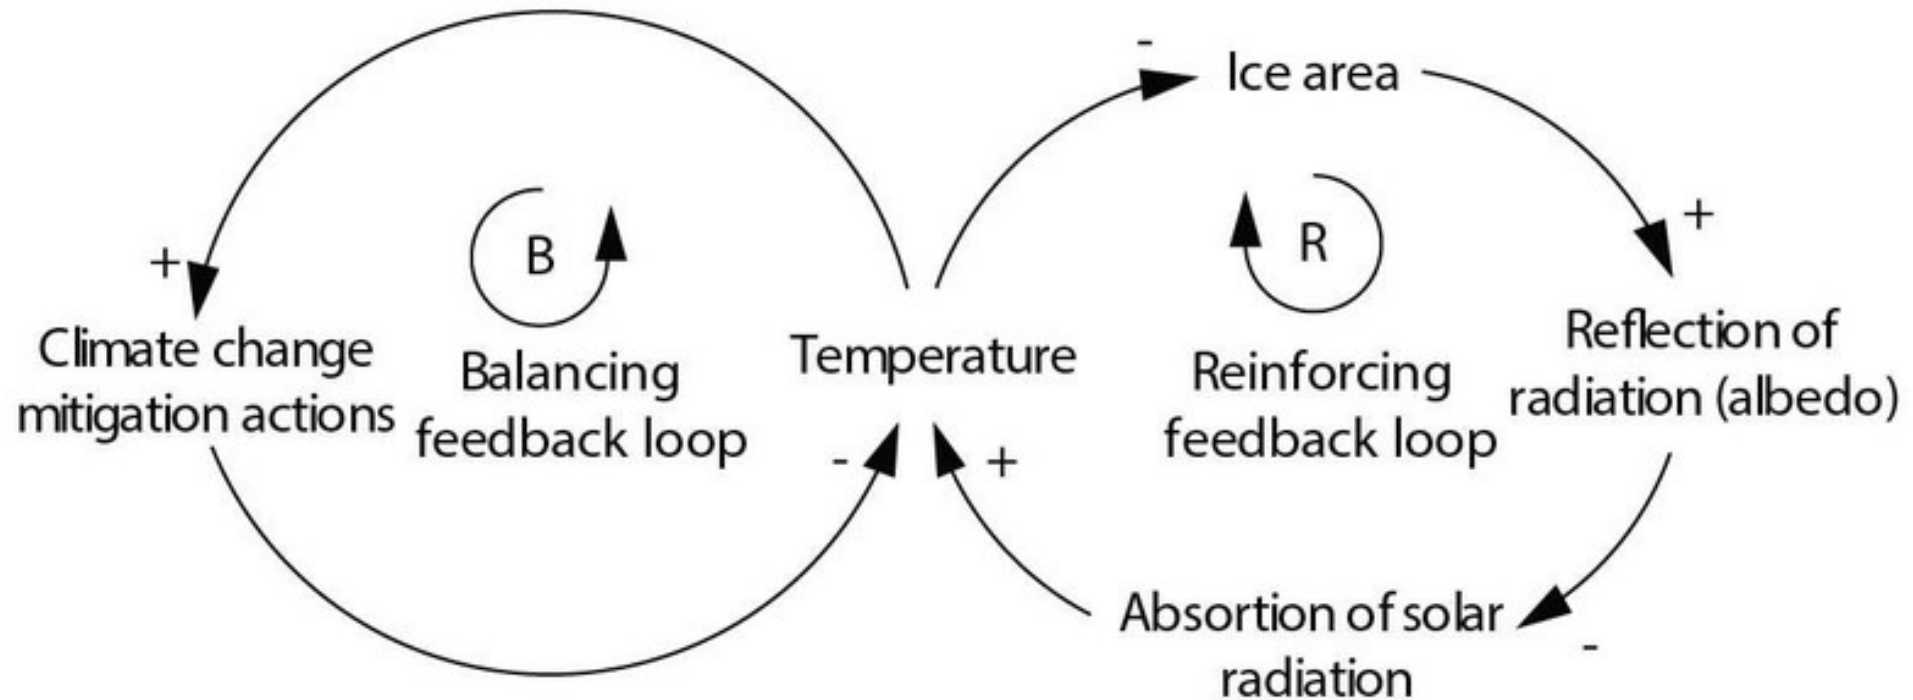 -
Ice area
+
+
B
R
Climate change
mitigation actions
Balancing
feedback loop
Temperature
Reinforcing
feedback loop
Reflection of
radiation (albedo)
-
+
Absortion of solar
radiation
-